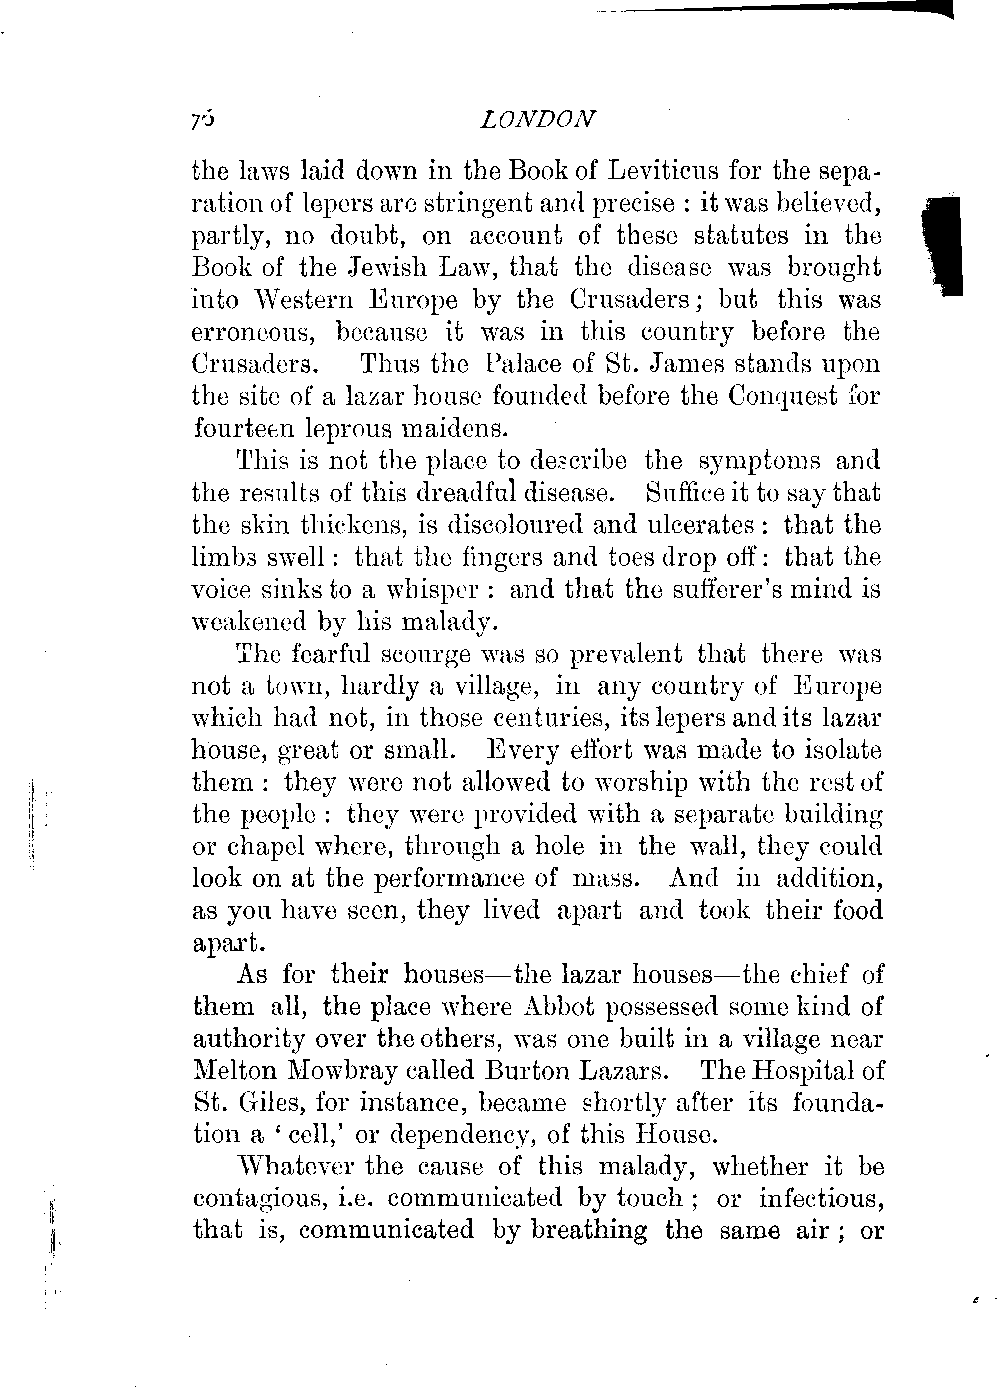 76 LONDON
the laws laid down in the Book of Leviticus for the sepa-
ration of lepers are stringent and precise : it was believed,
partly, no doubt, on account of these statutes in the
Book of the Jewish Law, that the disease was brought
into Western Europe by the Crusaders; but this was
erroneous, because it was in this country before the
Crusaders. Thus the Palace of St. James stands upon
the site of a lazar house founded before the Conquest for
fourteen leprous maidens.
This is not the place to describe the symptoms and
the results of this dreadful disease. Suffice it to say that
the skin thickens, is discoloured and ulcerates : that the
limbs swell : that the fingers and toes drop off : that the
voice sinks to a whisper : and that the sufferer's mind is
weakened by his malady.
The fearful scourge was so prevalent that there was
not a town, hardly a village, in any country of Europe
which had not, in those centuries, its lepers and its lazar
house, great or small. Every effort was made to isolate
them : they were not allowed to worship with the rest of
the people : they were provided with a separate building
or chapel where, through a hole in the wall, they could
look on at the performance of mass. And in addition,
as you have seen, they lived apart and took their food
apart.
As for their houses—the lazar houses—the chief of
them all, the place where Abbot possessed some kind of
authority over the others, was one built in a village near
Melton Mowbray called Burton Lazars. The Hospital of
St. Giles, for instance, became shortly after its founda-
tion a ‘ cell,’ or dependency, of this House.
Whatever the cause of this malady, whether it be
contagious, i.e. communicated by touch ; or infectious,
that is, communicated by breathing the same air ; or